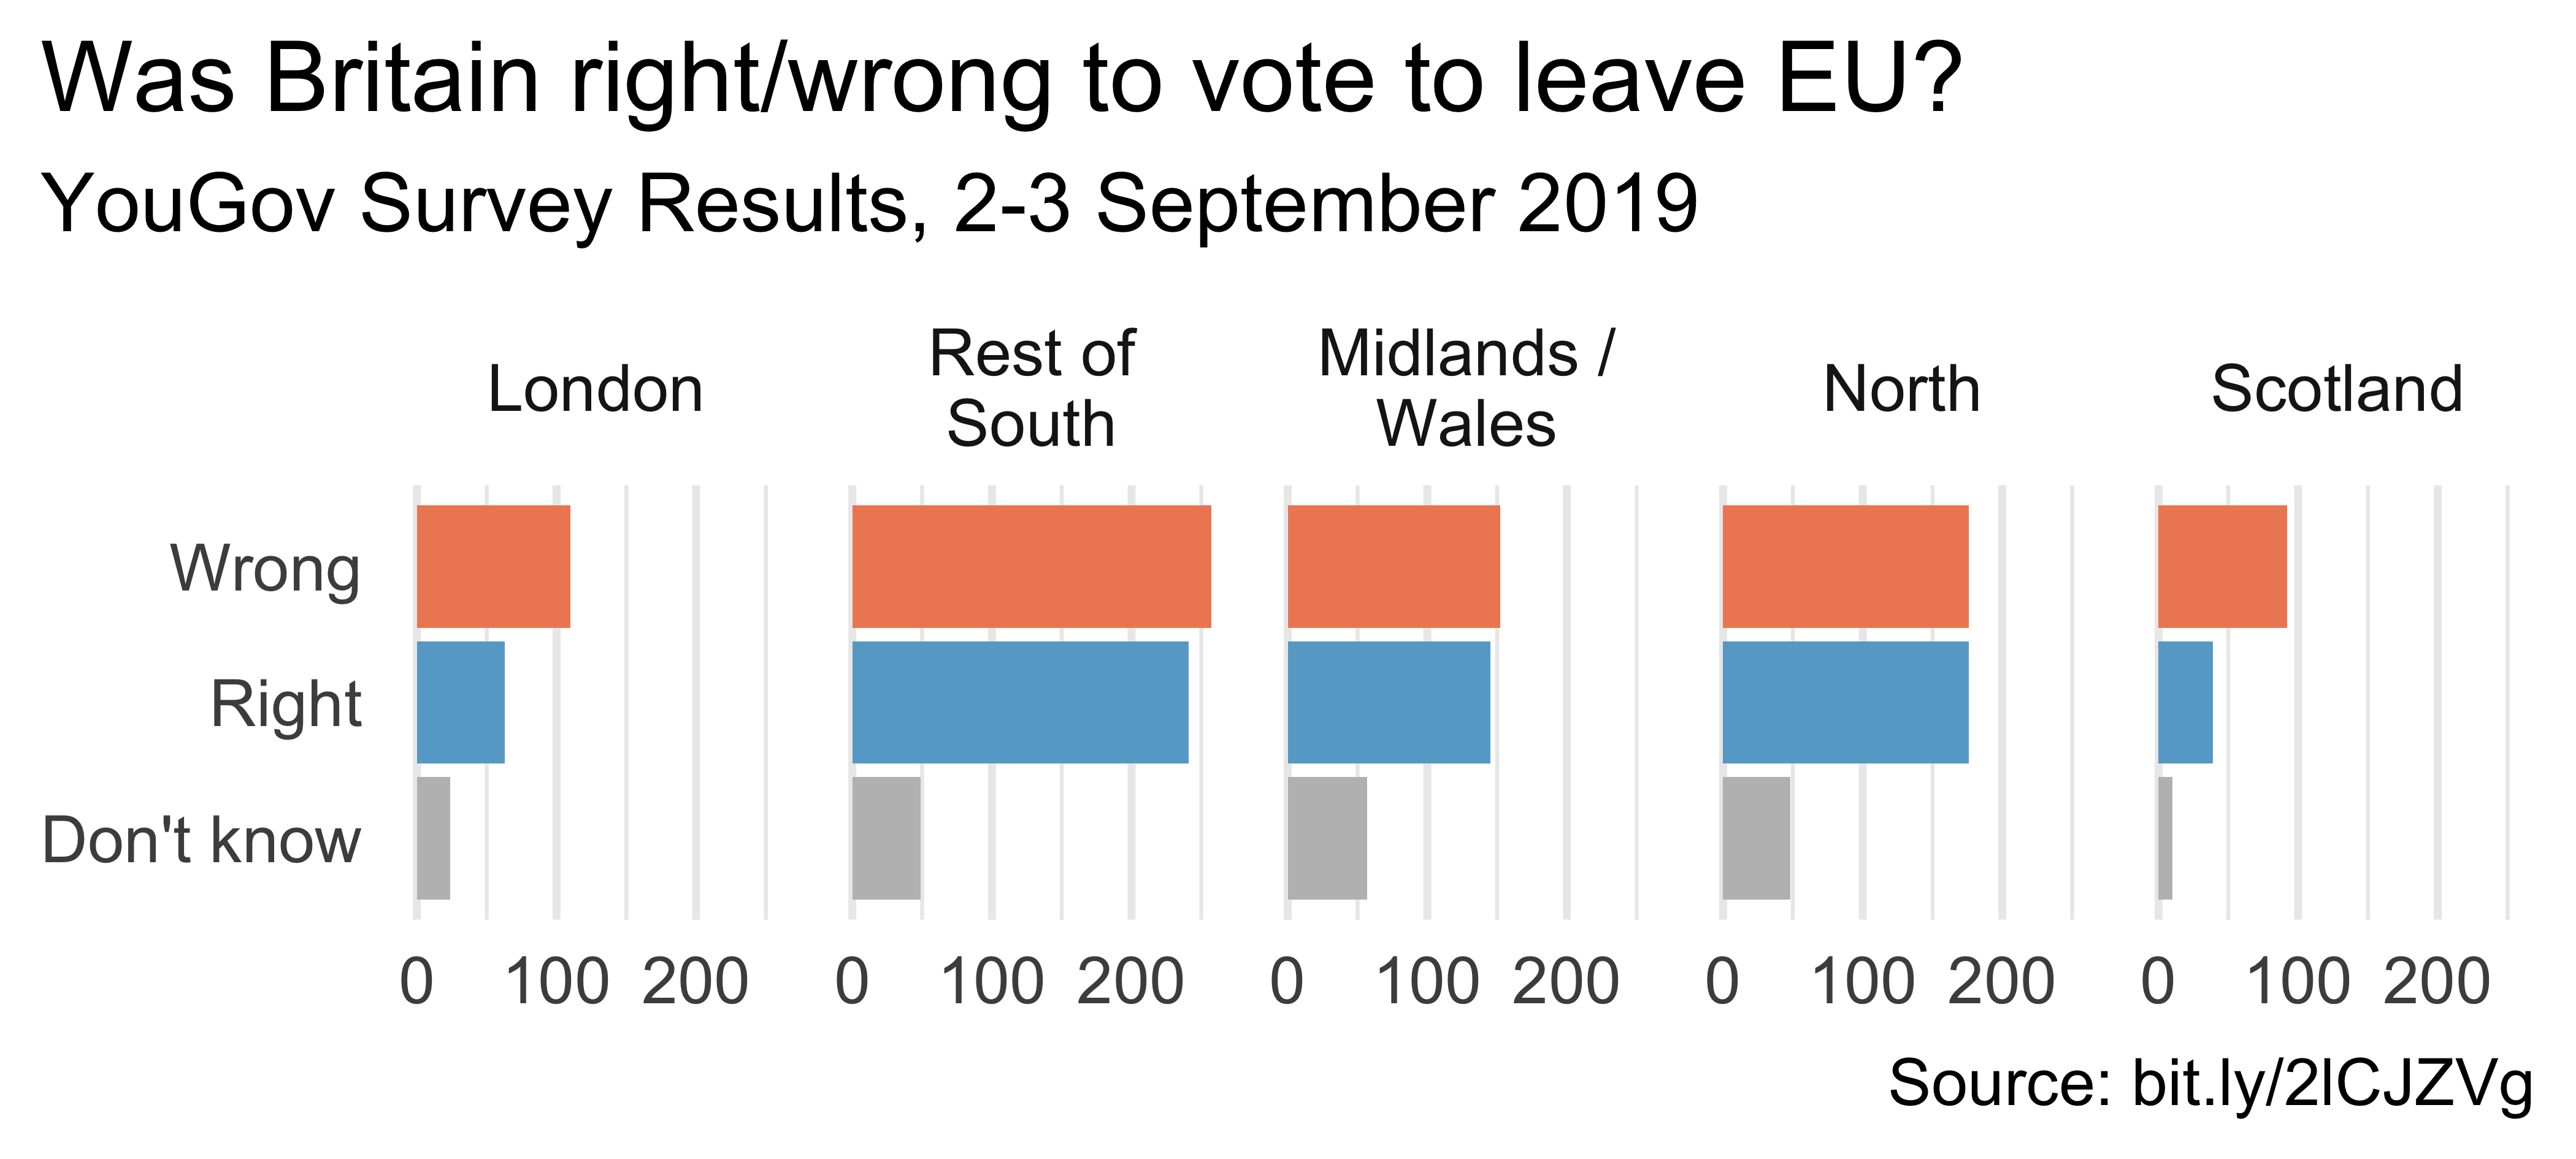 Was Britain right/wrong to vote to leave EU?
YouGov Survey Results, 2-3 September 2019
London
Rest of
South
Midlands /
Wales
North
Scotland
Wrong
Right
Don't know
0 100 200 0 100 200 0 100 200 0 100 200 0 100 200
Source: bit.ly/2lCJZVg